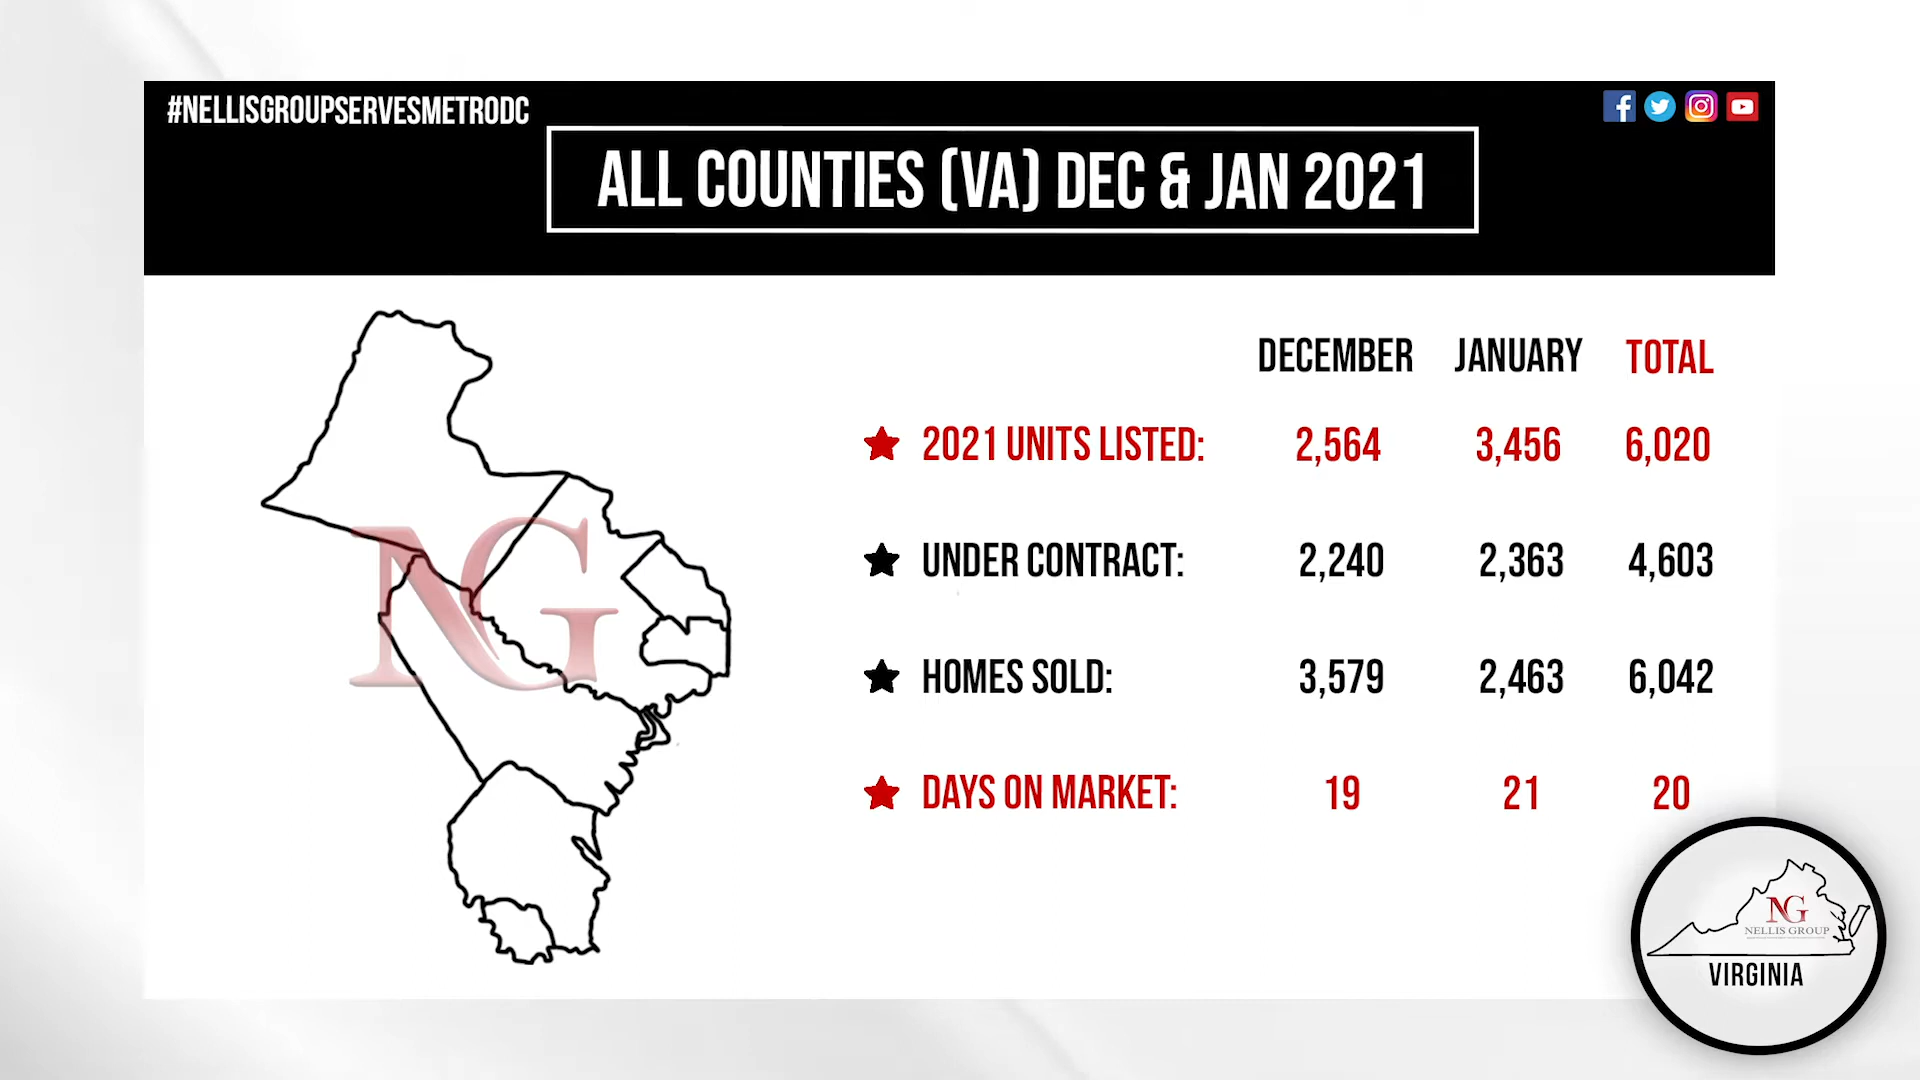 #NELLISGROUPSERVESMETRODC
ALL COUNTIES (VA) DEC & JAN 2021
DECEMBER JANUARY TOTAL
2021 UNITS LISTED: 2,564 3,456 6,020
UNDER CONTRACT: 2,240 2,363 4,603
HOMES SOLD: 3,579 2,463 6,042
DAYS ON MARKET: 19 21 20
NG
NG
NELLIS GROUP
VIRGINIA